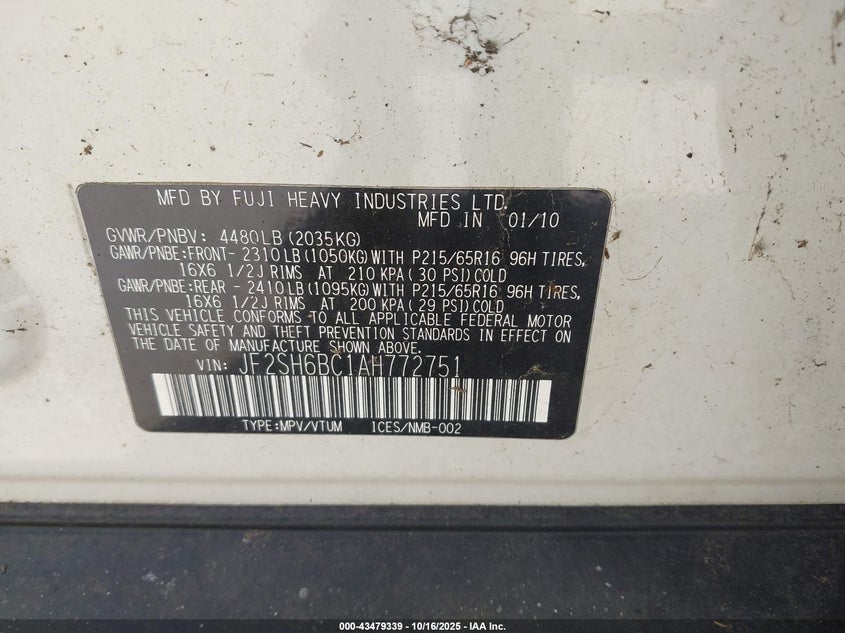 MFD BY FUJI HEAVY INDUSTRIES LTD.
MFD IN 01/10
GVWR/PNBV: 4480LB(2035KG)
GAWR/PNBE:FRONT- 2310LB(1050KG)WITH P215/65R16 96H TIRES,
16X6 1/2J RIMS AT 210 KPA(30 PSI)COLD
GAWR/PNBE:REAR - 2410LB(1095KG)WITH P215/65R16 96H TIRES,
16X6 1/2J RIMS AT 200 KPA(29 PSI)COLD
THIS VEHICLE CONFORMS TO ALL APPLICABLE FEDERAL MOTOR
VEHICLE SAFETY AND THEFT PREVENTION STANDARDS IN EFFECT ON
THE DATE OF MANUFACTURE SHOWN ABOVE.
VIN: JF2SH6BC1AH772751
TYPE:MPV/VTUM ICES/NMB-002
000-43479339 - 10/16/2025 - IAA Inc.